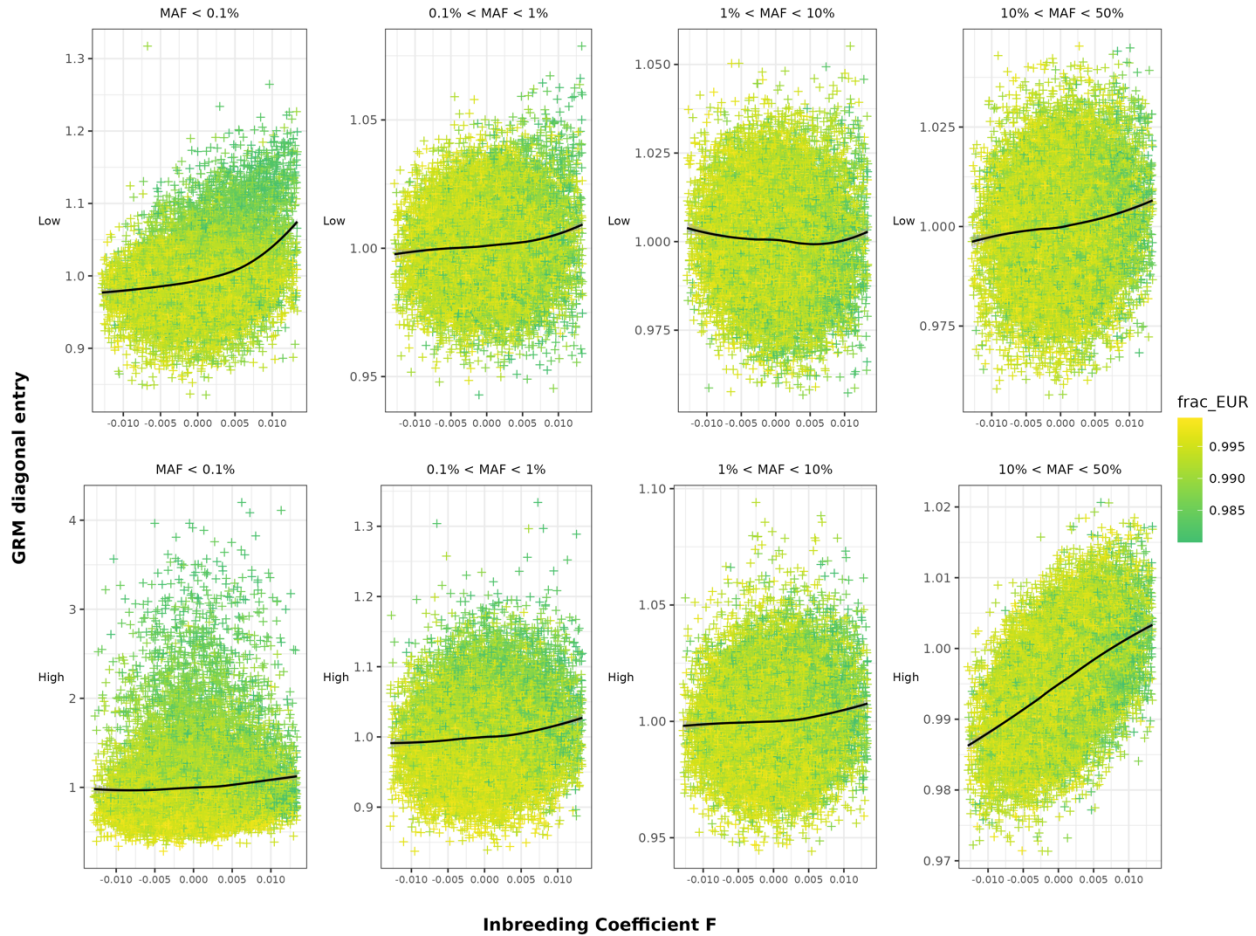 MAF < 0.1%
0.1% < MAF < 1%
1% < MAF < 10%
10% < MAF < 50%
1.3
1.2
1.1
1.0
0.9
Low
-0.010 -0.005 0.000 0.005 0.010
1.05
1.00
0.95
Low
-0.010 -0.005 0.000 0.005 0.010
1.050
1.025
1.000
0.975
Low
-0.010 -0.005 0.000 0.005 0.010
1.025
1.000
0.975
Low
-0.010 -0.005 0.000 0.005 0.010
GRM diagonal entry
frac_EUR
0.995
0.990
0.985
MAF < 0.1%
0.1% < MAF < 1%
1% < MAF < 10%
10% < MAF < 50%
4
3
2
1
High
-0.010 -0.005 0.000 0.005 0.010
1.3
1.2
1.1
1.0
0.9
High
-0.010 -0.005 0.000 0.005 0.010
1.10
1.05
1.00
0.95
High
-0.010 -0.005 0.000 0.005 0.010
1.02
1.01
1.00
0.99
0.98
0.97
High
-0.010 -0.005 0.000 0.005 0.010
Inbreeding Coefficient F